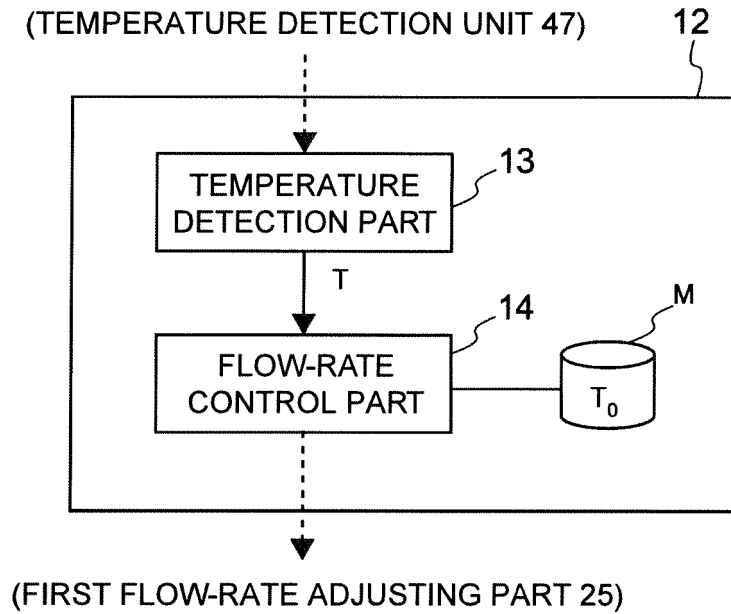 (TEMPERATURE DETECTION UNIT 47)
12
TEMPERATURE
DETECTION PART
13
T
14
M
FLOW-RATE
CONTROL PART
T0
(FIRST FLOW-RATE ADJUSTING PART 25)